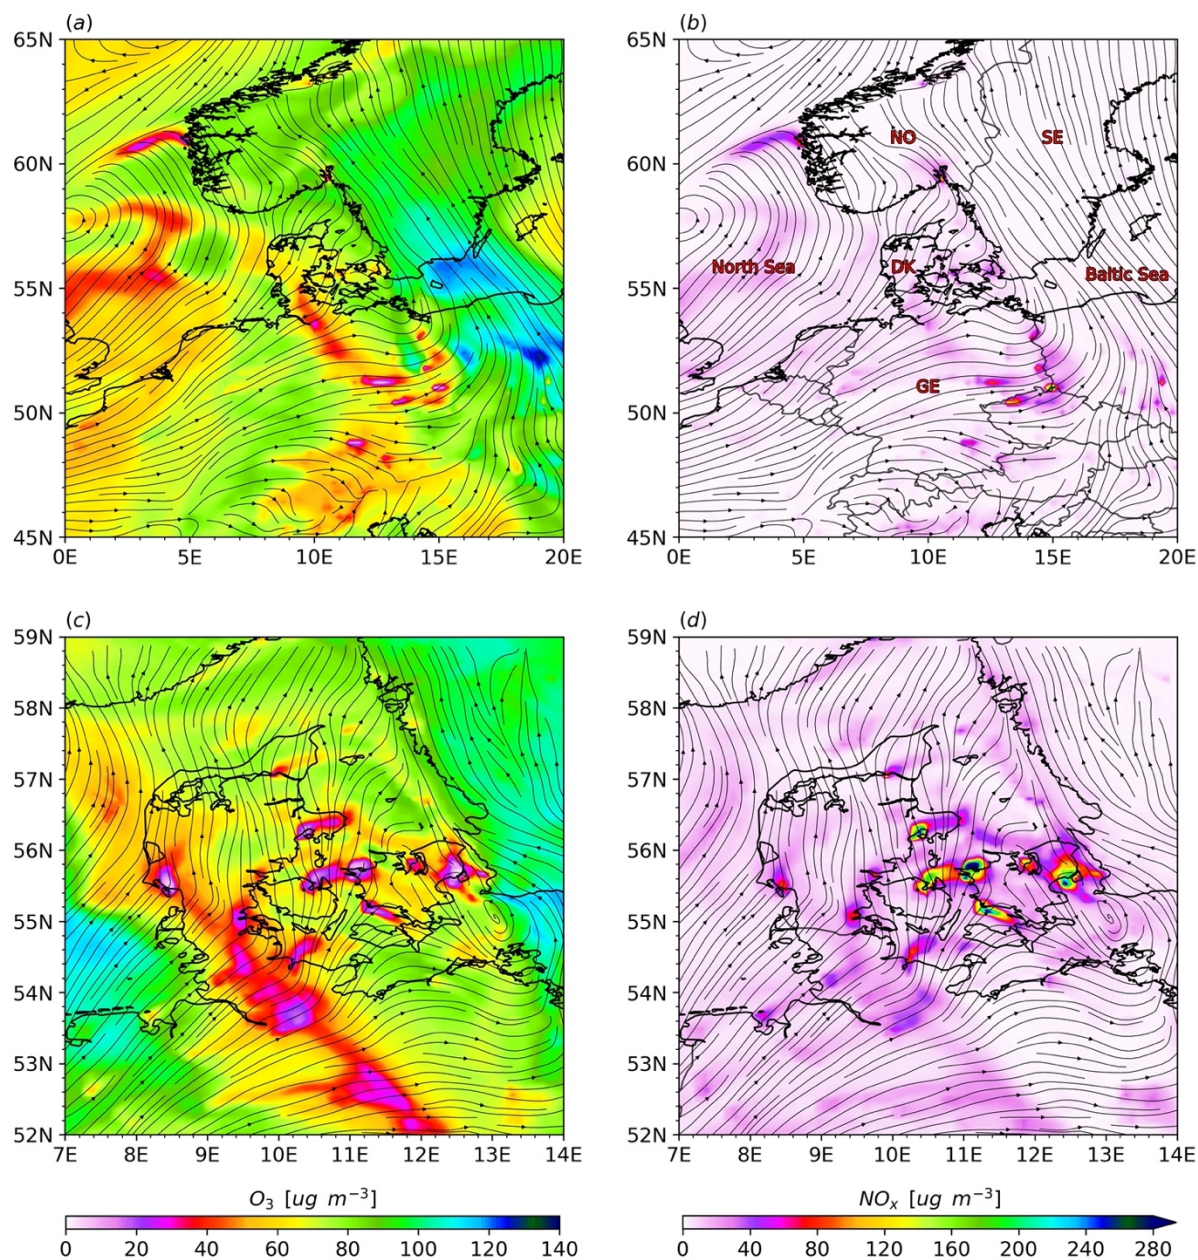 (a)
(b)
65N
60N
55N
50N
45N
0E 5E 10E 15E 20E
65N
60N
55N
50N
45N
NO
SE
North Sea
DK
Baltic Sea
GE
0E 5E 10E 15E 20E
(c)
(d)
59N
58N
57N
56N
55N
54N
53N
52N
7E 8E 9E 10E 11E 12E 13E 14E
59N
58N
57N
56N
55N
54N
53N
52N
7E 8E 9E 10E 11E 12E 13E 14E
O₃ [ug m⁻³]
0 20 40 60 80 100 120 140
NOₓ [ug m⁻³]
0 40 80 120 160 200 240 280